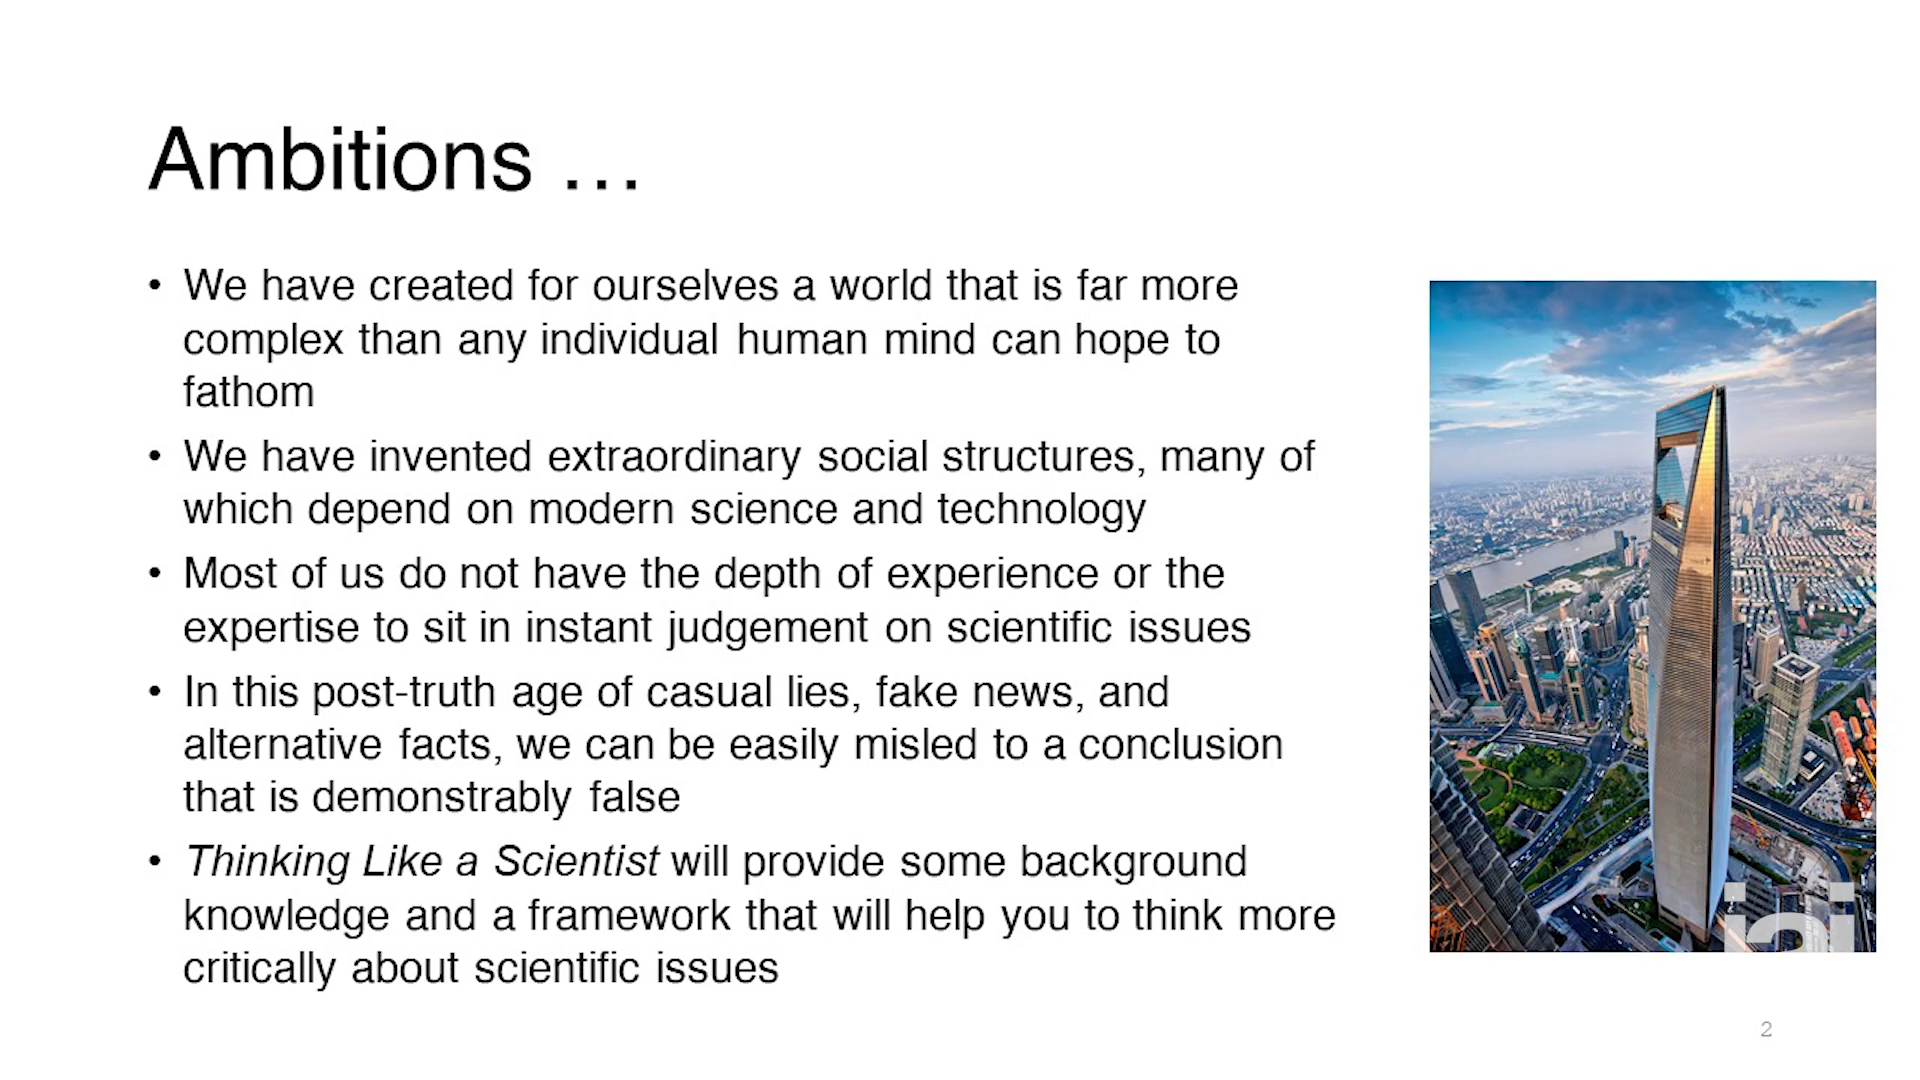 Ambitions ...
• We have created for ourselves a world that is far more
complex than any individual human mind can hope to
fathom
• We have invented extraordinary social structures, many of
which depend on modern science and technology
• Most of us do not have the depth of experience or the
expertise to sit in instant judgement on scientific issues
• In this post-truth age of casual lies, fake news, and
alternative facts, we can be easily misled to a conclusion
that is demonstrably false
• Thinking Like a Scientist will provide some background
knowledge and a framework that will help you to think more
critically about scientific issues
iai
2